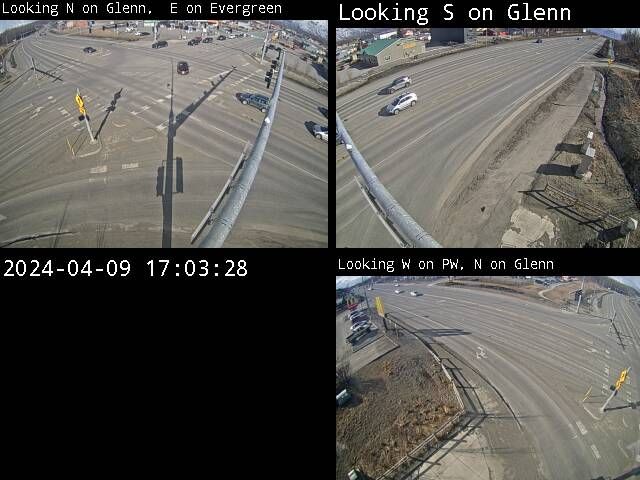 Looking N on Glenn, E on Evergreen
Looking S on Glenn
2024-04-09 17:03:28
Looking W on PW, N on Glenn